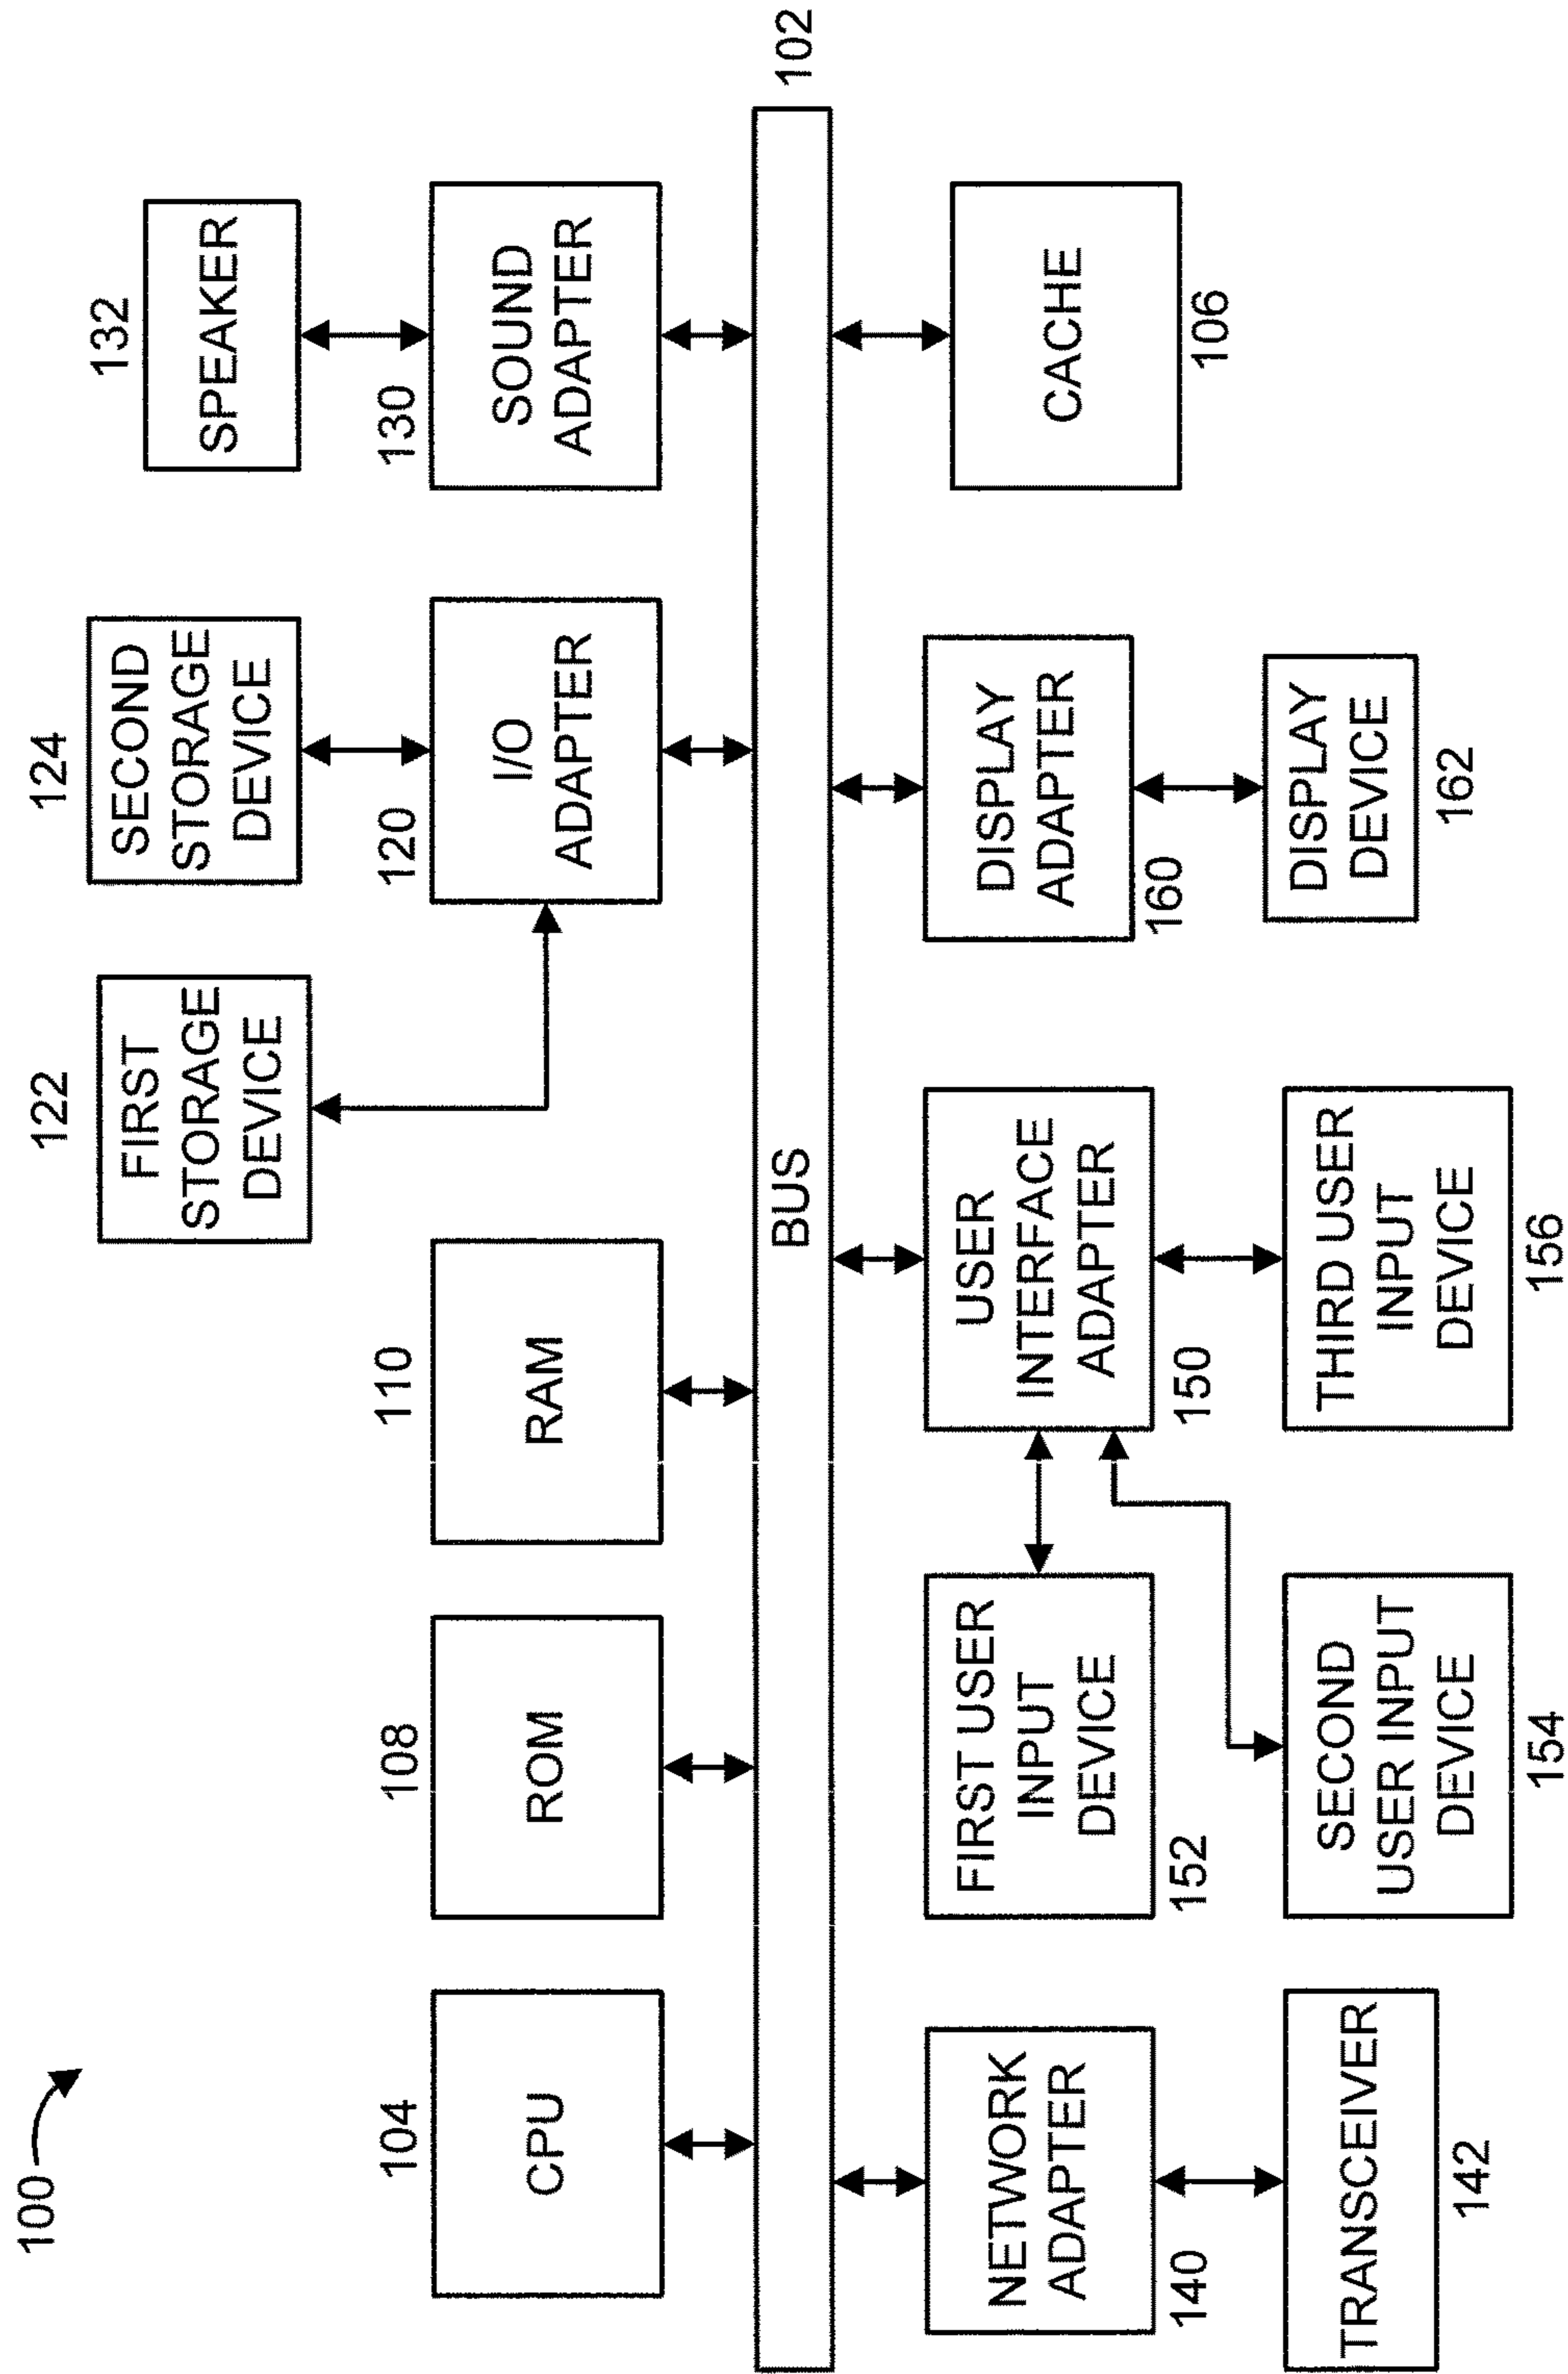 100
122
FIRST
STORAGE
DEVICE
124
SECOND
STORAGE
DEVICE
132
SPEAKER
104
CPU
108
ROM
110
RAM
120
I/O
ADAPTER
130
SOUND
ADAPTER
BUS
102
NETWORK
ADAPTER
140
FIRST USER
INPUT
DEVICE
152
USER
INTERFACE
ADAPTER
150
DISPLAY
ADAPTER
160
CACHE
106
TRANSCEIVER
142
SECOND
USER INPUT
DEVICE
154
THIRD USER
INPUT
DEVICE
156
DISPLAY
DEVICE
162